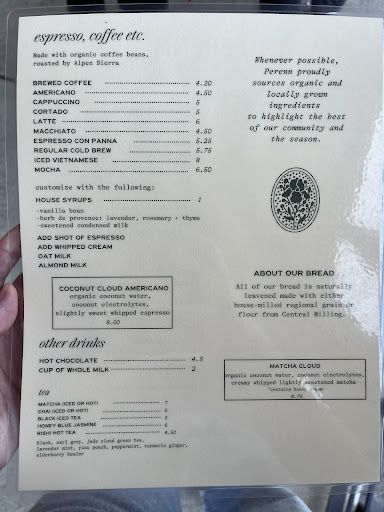 espresso, coffee etc.
Made with organic coffee beans,
roasted by Alpen Sierra
BREWED COFFEE 4.20
AMERICANO 4.50
CAPPUCCINO 5
CORTADO 5
LATTE 6
MACCHIATO 4.50
ESPRESSO CON PANNA 5.25
REGULAR COLD BREW 5.75
ICED VIETNAMESE 8
MOCHA 6.50
customize with the following:
HOUSE SYRUPS 1
-vanilla bean
-herb de provence: lavender, rosemary + thyme
-sweetened condensed milk
ADD SHOT OF ESPRESSO
ADD WHIPPED CREAM
OAT MILK
ALMOND MILK
COCONUT CLOUD AMERICANO
organic coconut water,
coconut electrolytes,
slightly sweet whipped espresso
8.00
other drinks
HOT CHOCOLATE 4.5
CUP OF WHOLE MILK 2
tea
MATCHA (ICED OR HOT) 7
CHAI (ICED OR HOT) 6
BLACK ICED TEA 5
HONEY BLUE JASMINE 6
RISHI HOT TEA 4.50
black, earl grey, jade cloud green tea,
lavender mint, rusa peach, peppermint, turmeric ginger,
elderberry healer
Whenever possible,
Perenn proudly
sources organic and
locally grown
ingredients
to highlight the best
of our community and
the season.
ABOUT OUR BREAD
All of our bread is naturally
leavened made with either
house-milled regional grain or
flour from Central Milling.
MATCHA CLOUD
organic coconut water, coconut electrolytes,
creamy whipped lightly sweetened matcha
*contains heavy cream